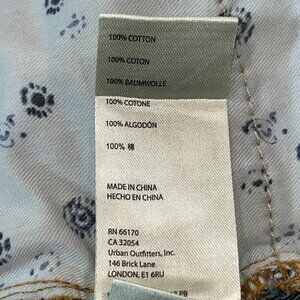 100% COTTON
100% COTON
100% BAUMWOLLE
100% COTONE
100% ALGODÓN
100% 棉
MADE IN CHINA
HECHO EN CHINA
RN 66170
CA 32054
Urban Outfitters, Inc.
146 Brick Lane
LONDON, E1 6RU
PB